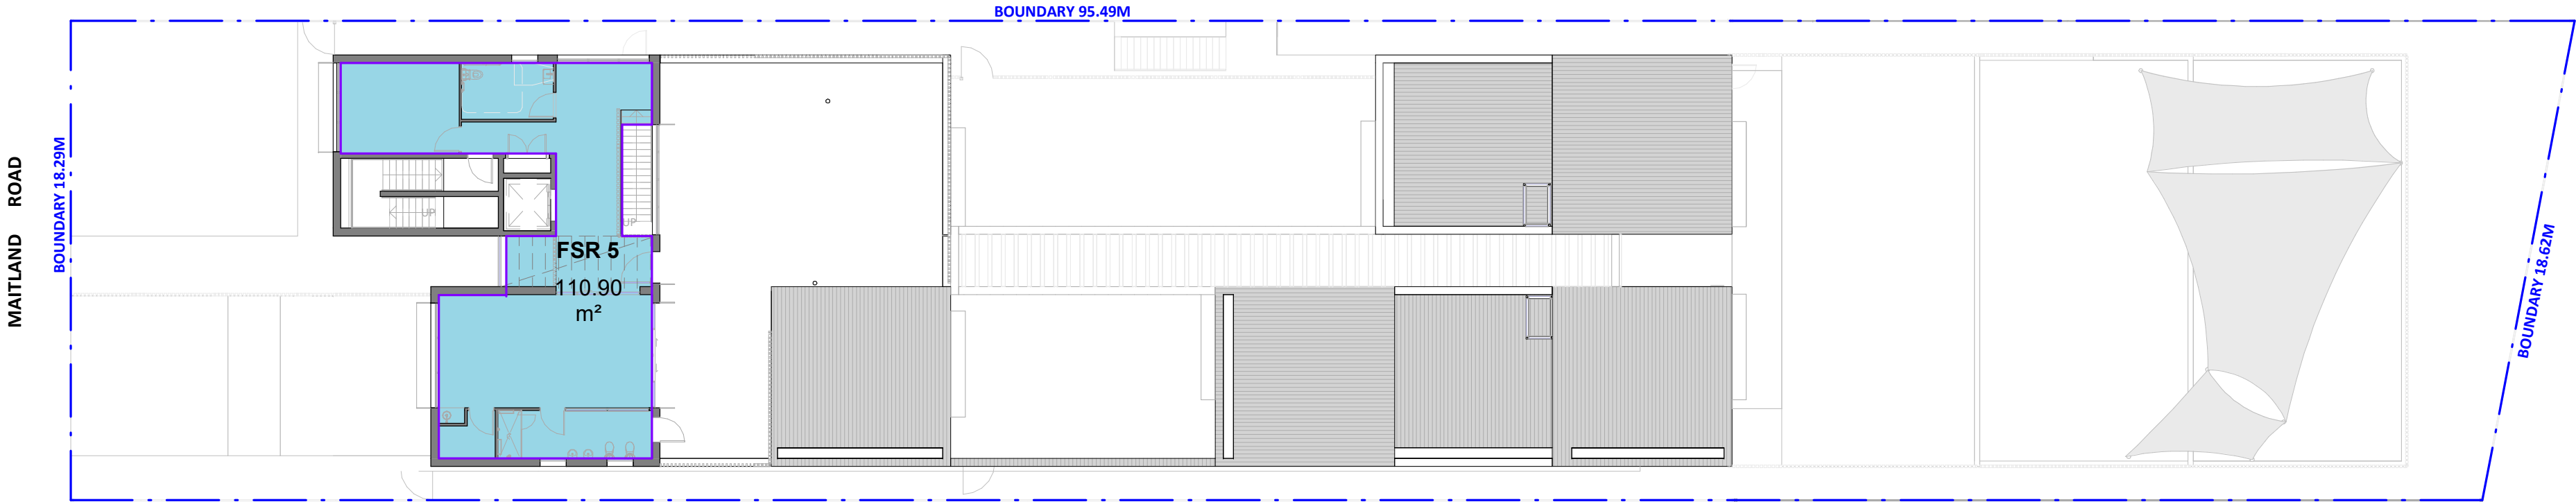 BOUNDARY 95.49M
MAITLAND ROAD
BOUNDARY 18.29M
UP
UP
FSR 5
110.90
m²
BOUNDARY 18.62M